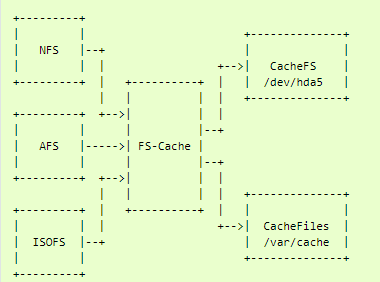 NFS
CacheFS
/dev/hda5
AFS
FS-Cache
CacheFiles
/var/cache
ISOFS